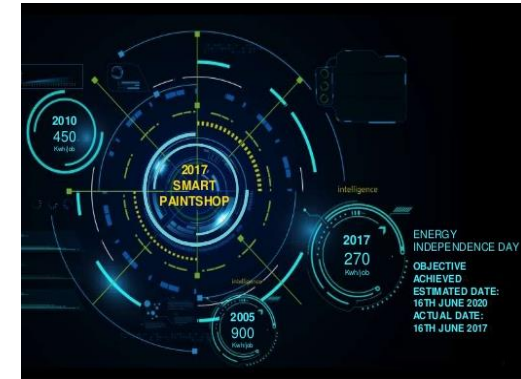 2010
450
Kwh/job
2017
SMART
PAINTSHOP
intelligence
2017
270
Kwh/job
ENERGY
INDEPENDENCE DAY
OBJECTIVE
ACHIEVED
ESTIMATED DATE:
16TH JUNE 2020
ACTUAL DATE:
16TH JUNE 2017
intelligence
2005
900
Kwh/job